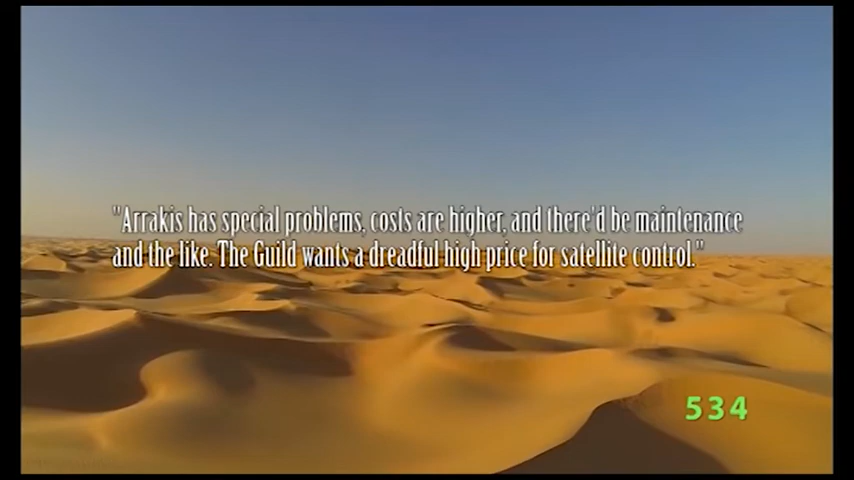 "Arrakis has special problems, costs are higher, and there'd be maintenance
and the like. The Guild wants a dreadful high price for satellite control."
534